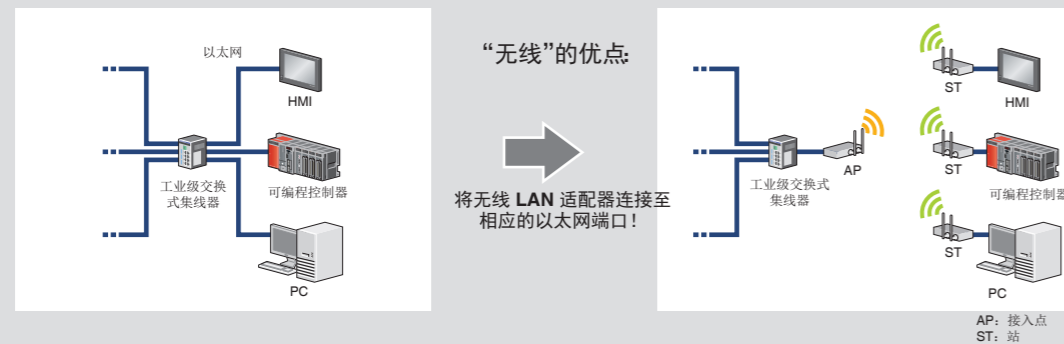 以太网
HMI
工业级交换
式集线器
可编程控制器
PC
“无线”的优点:
将无线 LAN 适配器连接至
相应的以太网端口！
ST
HMI
AP
工业级交换式
集线器
ST
可编程控制器
ST
PC
AP：接入点
ST：站